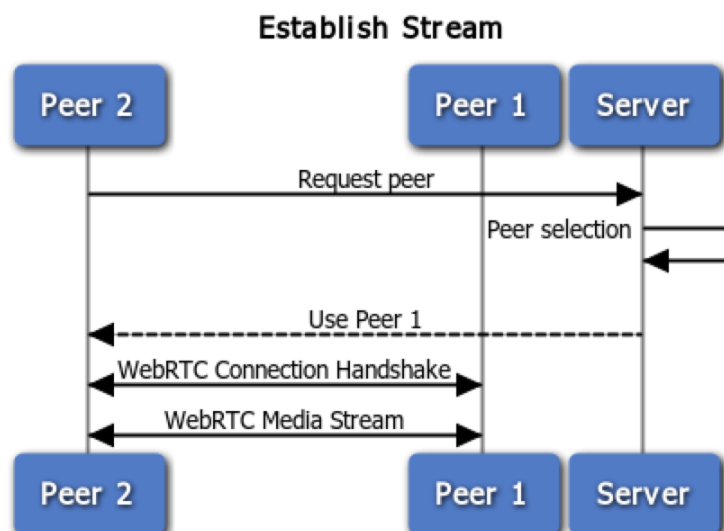 Establish Stream
Peer 2 Peer 1 Server
Request peer
Peer selection
Use Peer 1
WebRTC Connection Handshake
WebRTC Media Stream
Peer 2 Peer 1 Server